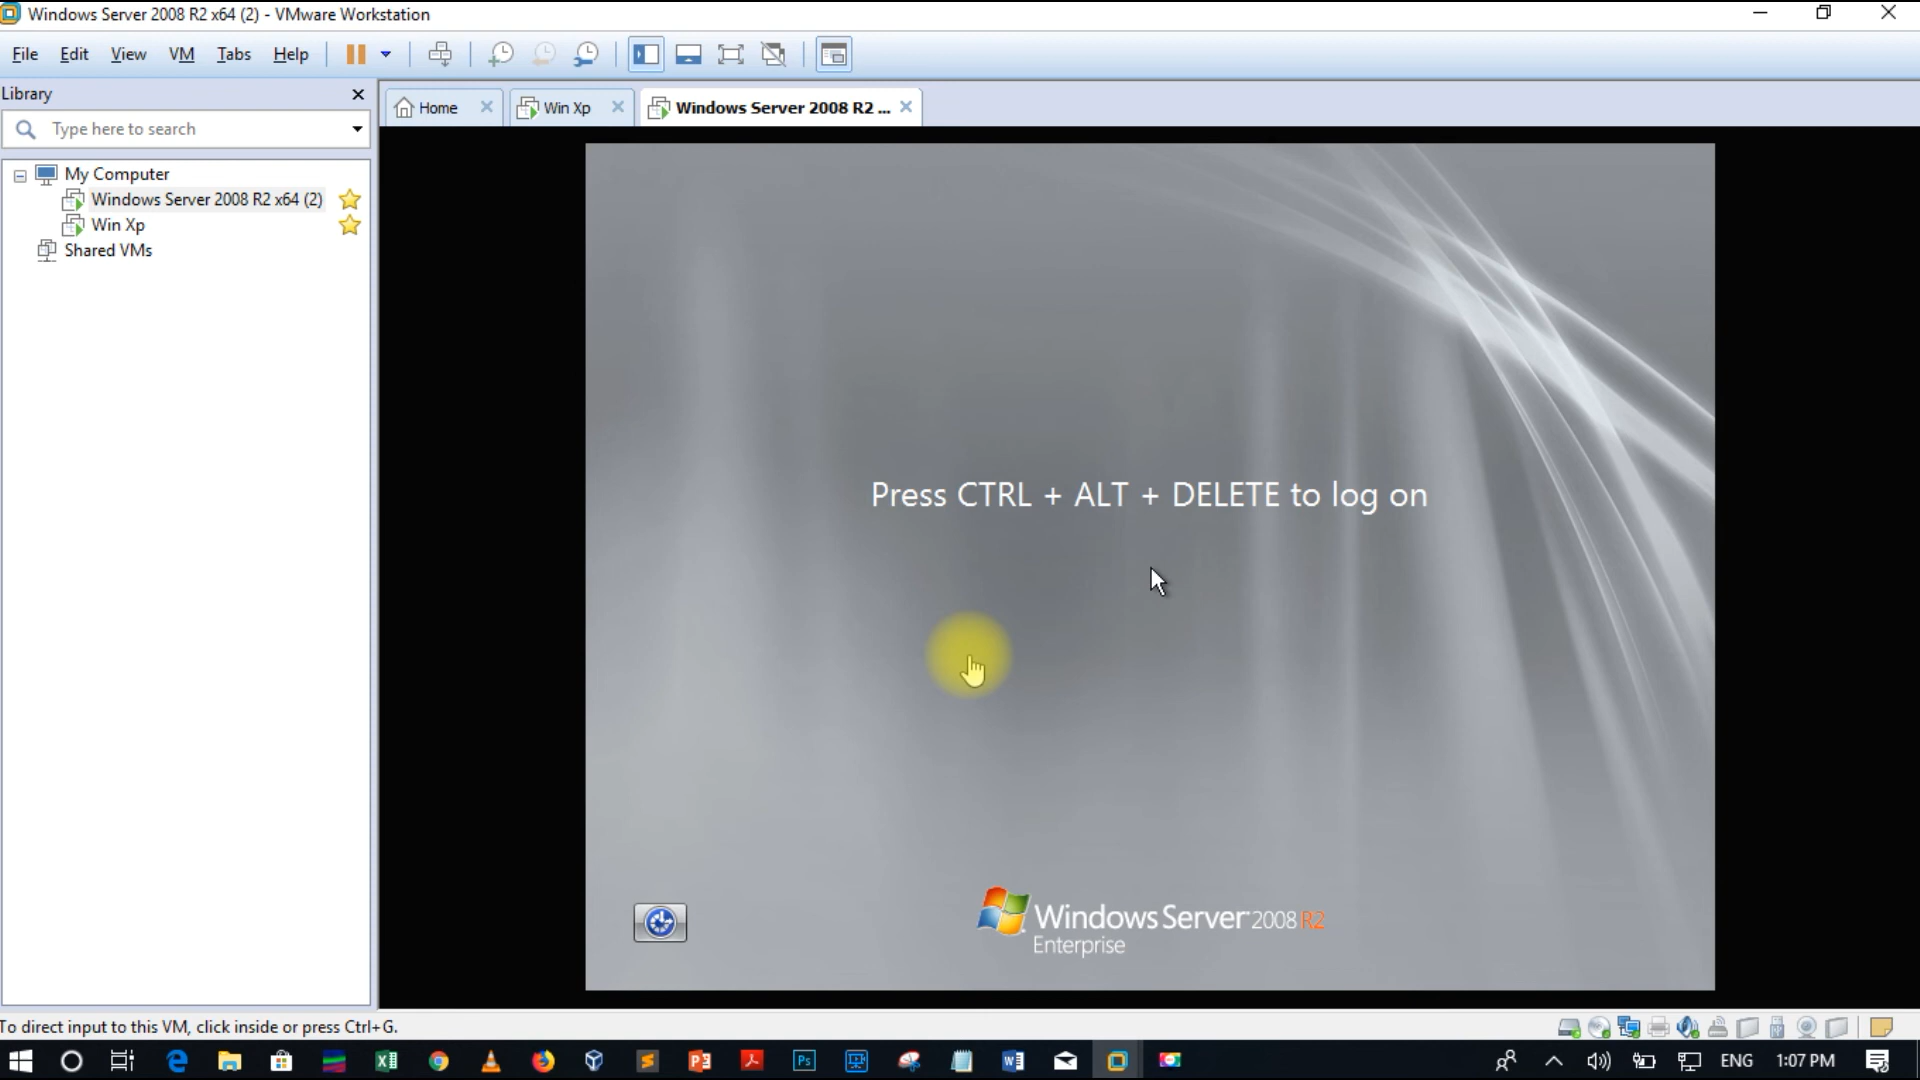 Windows Server 2008 R2 x64 (2) - VMware Workstation
File Edit View VM Tabs Help
Library
Home Win Xp Windows Server 2008 R2 ...
Type here to search
My Computer
Windows Server 2008 R2 x64 (2)
Win Xp
Shared VMs
Press CTRL + ALT + DELETE to log on
Windows Server 2008 R2
Enterprise
To direct input to this VM, click inside or press Ctrl+G.
ENG 1:07 PM